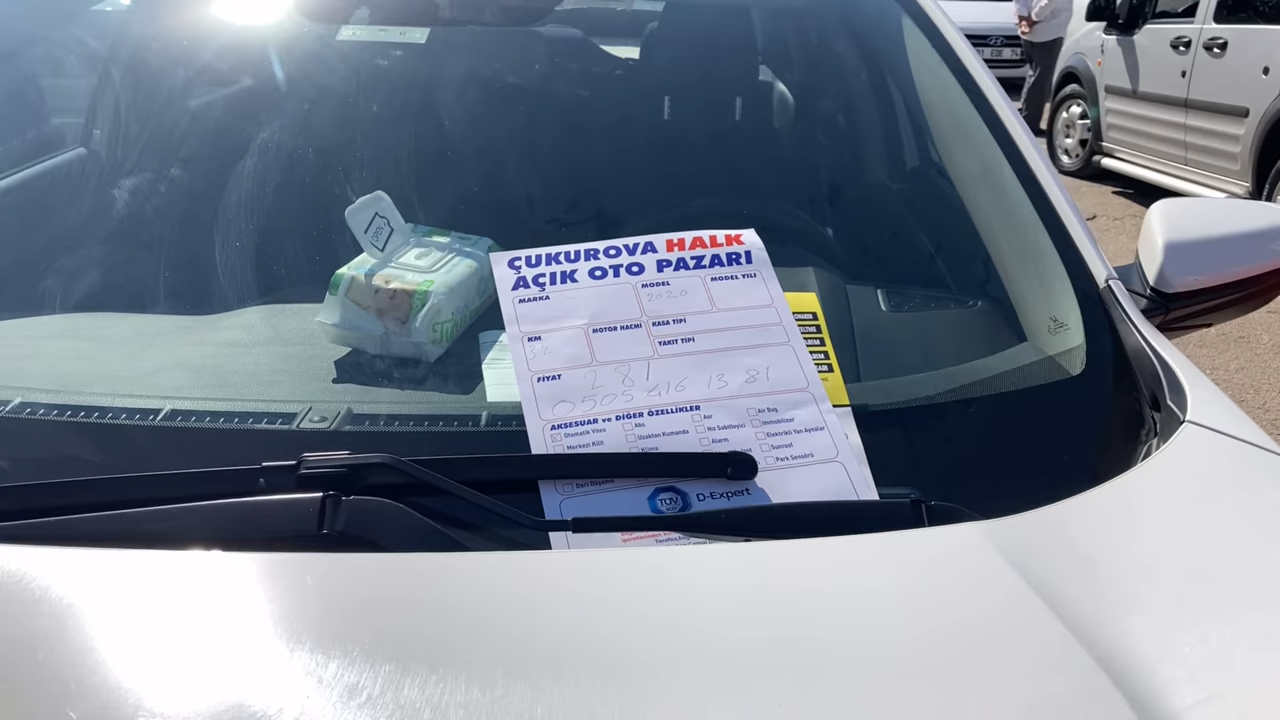 ÇUKUROVA HALK
AÇIK OTO PAZARI
MARKA
MODEL
2020
MODEL YILI
KM
MOTOR HACMİ
KASA TİPİ
YAKIT TİPİ
FİYAT
281
0505 416 13 81
AKSESUAR ve DİĞER ÖZELLİKLER
Otomatik Vites
Abs
Asr
Air Bag
Merkezi Kilit
Uzaktan Kumanda
Hız Sabitleyici
Immobilizer
Klima
Alarm
Elektrikli Yan Aynalar
Sunroof
Deri Döşeme
Park Sensörü
TÜV
SÜD
D-Expert
OPEN